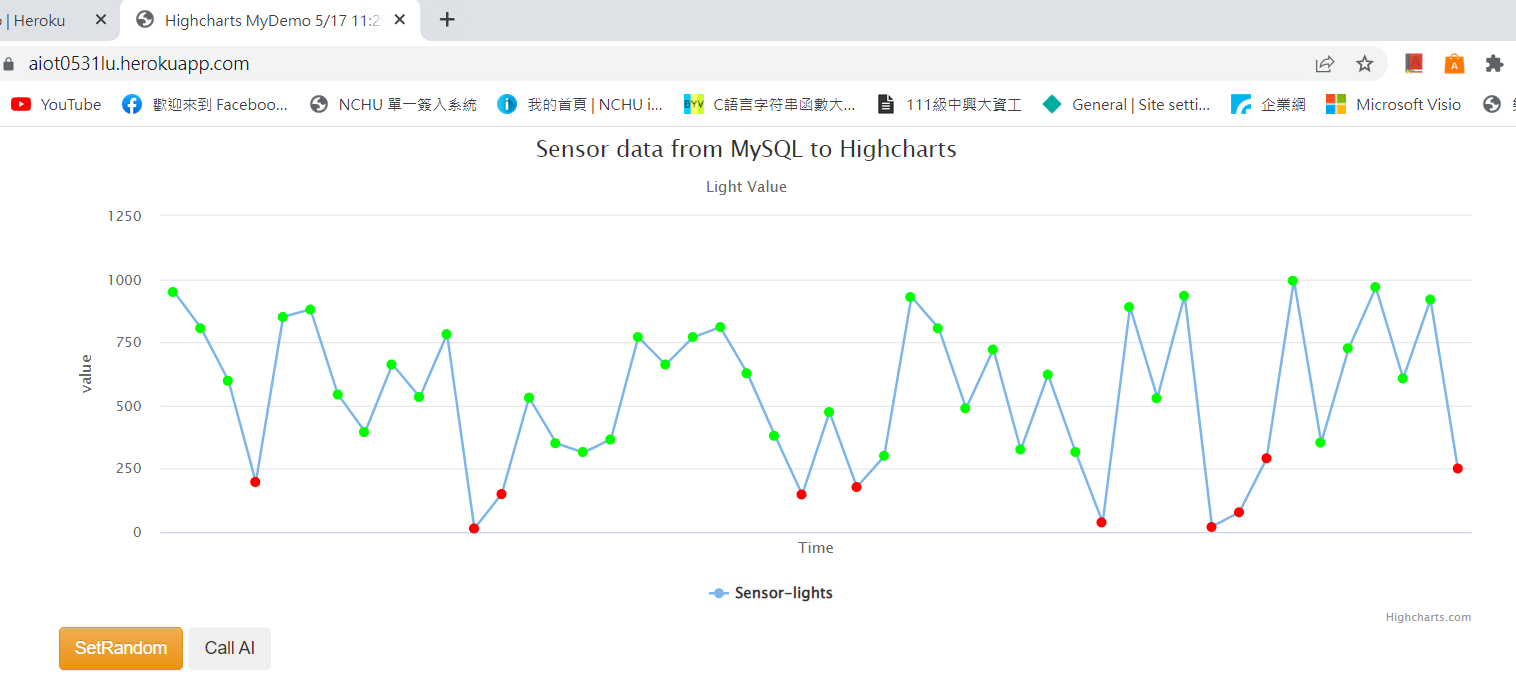 | Heroku
Highcharts MyDemo 5/17 11:2
aiot0531lu.herokuapp.com
YouTube
歡迎來到 Faceboo...
NCHU 單一簽入系統
我的首頁 | NCHU i...
BYV
C語言字符串函數大...
111級中興大資工
General | Site setti...
企業網
Microsoft Visio
Sensor data from MySQL to Highcharts
Light Value
1250
1000
750
500
250
0
value
Time
Sensor-lights
Highcharts.com
SetRandom
Call AI